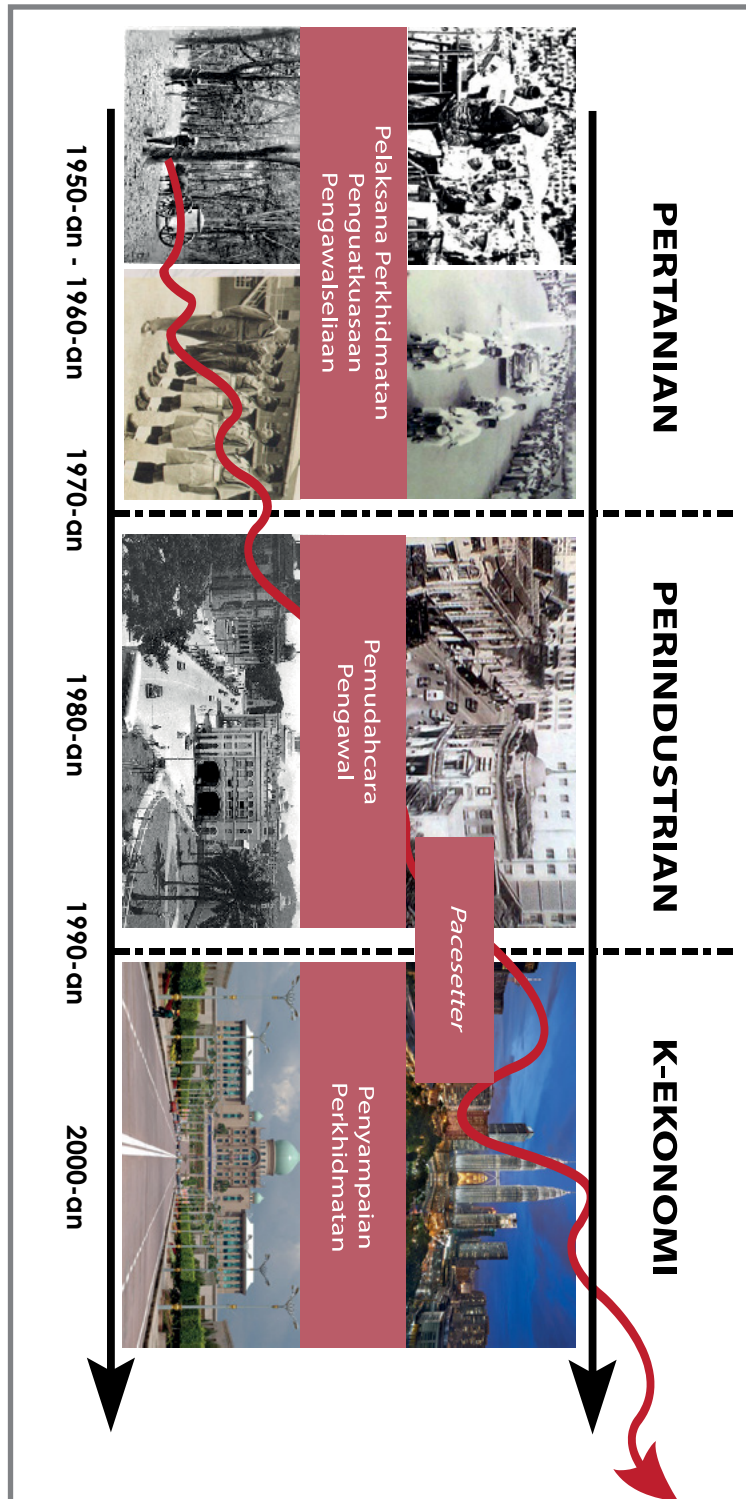 PERTANIAN
PERINDUSTRIAN
K-EKONOMI
Pelaksana Perkhidmatan
Penguatkuasaan
Pengawalseliaan
Pemudahcara
Pengawal
Pacesetter
Penyampaian
Perkhidmatan
1950-an - 1960-an
1970-an
1980-an
1990-an
2000-an